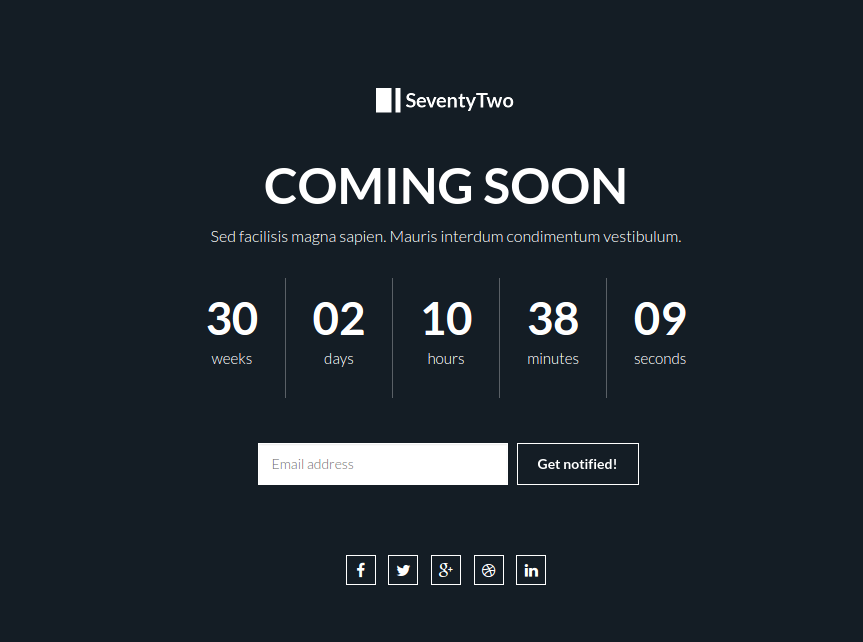 SeventyTwo
COMING SOON
Sed facilisis magna sapien. Mauris interdum condimentum vestibulum.
30 02 10 38 09
weeks days hours minutes seconds
Email address Get notified!